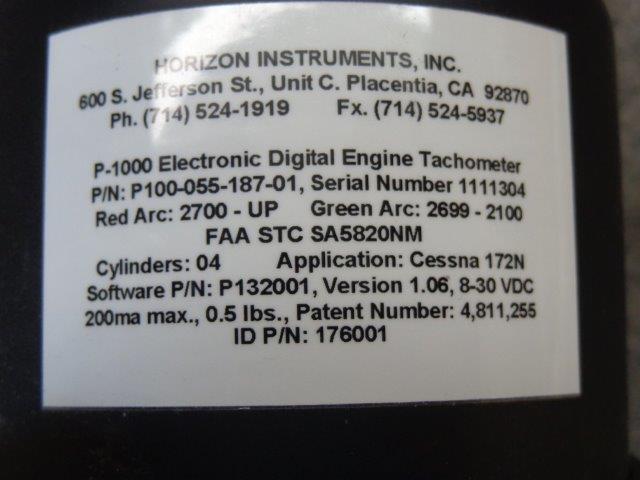 HORIZON INSTRUMENTS, INC.
600 S. Jefferson St., Unit C. Placentia, CA 92870
Ph. (714) 524-1919 Fx. (714) 524-5937
P-1000 Electronic Digital Engine Tachometer
P/N: P100-055-187-01, Serial Number 1111304
Red Arc: 2700 - UP Green Arc: 2699 - 2100
FAA STC SA5820NM
Cylinders: 04 Application: Cessna 172N
Software P/N: P132001, Version 1.06, 8-30 VDC
200ma max., 0.5 lbs., Patent Number: 4,811,255
ID P/N: 176001